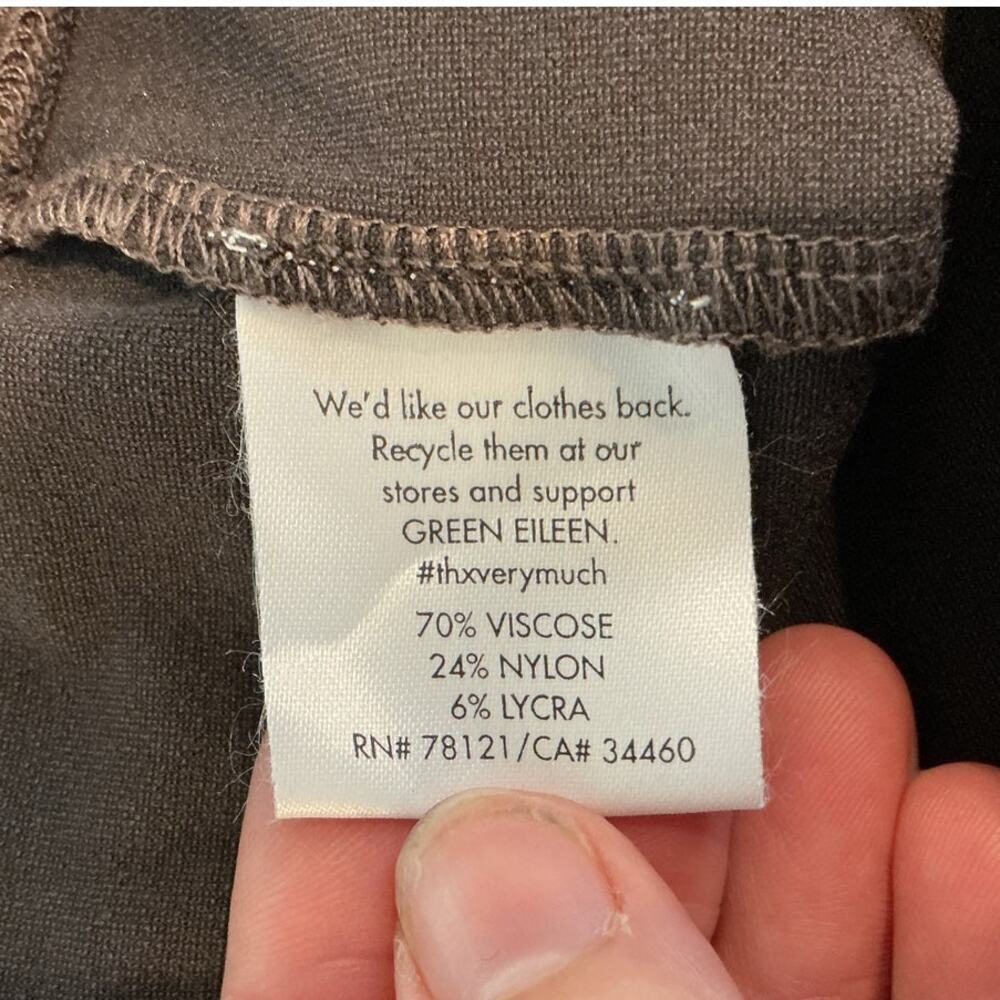 We'd like our clothes back.
Recycle them at our
stores and support
GREEN EILEEN.
#thxverymuch
70% VISCOSE
24% NYLON
6% LYCRA
RN# 78121/CA# 34460